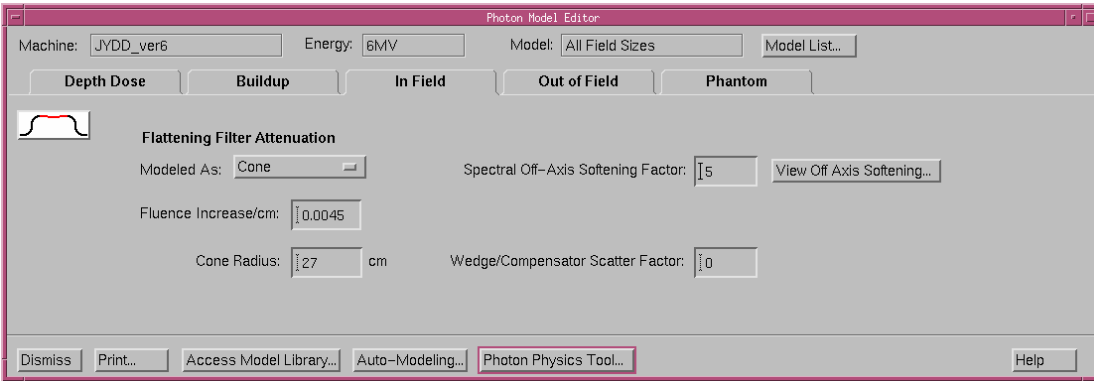 Photon Model Editor
Machine: JYDD_ver6 Energy: 6MV Model: All Field Sizes Model List...
Depth Dose Buildup In Field Out of Field Phantom
Flattening Filter Attenuation
Modeled As: Cone Spectral Off-Axis Softening Factor: 5 View Off Axis Softening...
Fluence Increase/cm: 0.0045
Cone Radius: 27 cm Wedge/Compensator Scatter Factor: 0
Dismiss Print... Access Model Library... Auto-Modeling... Photon Physics Tool... Help